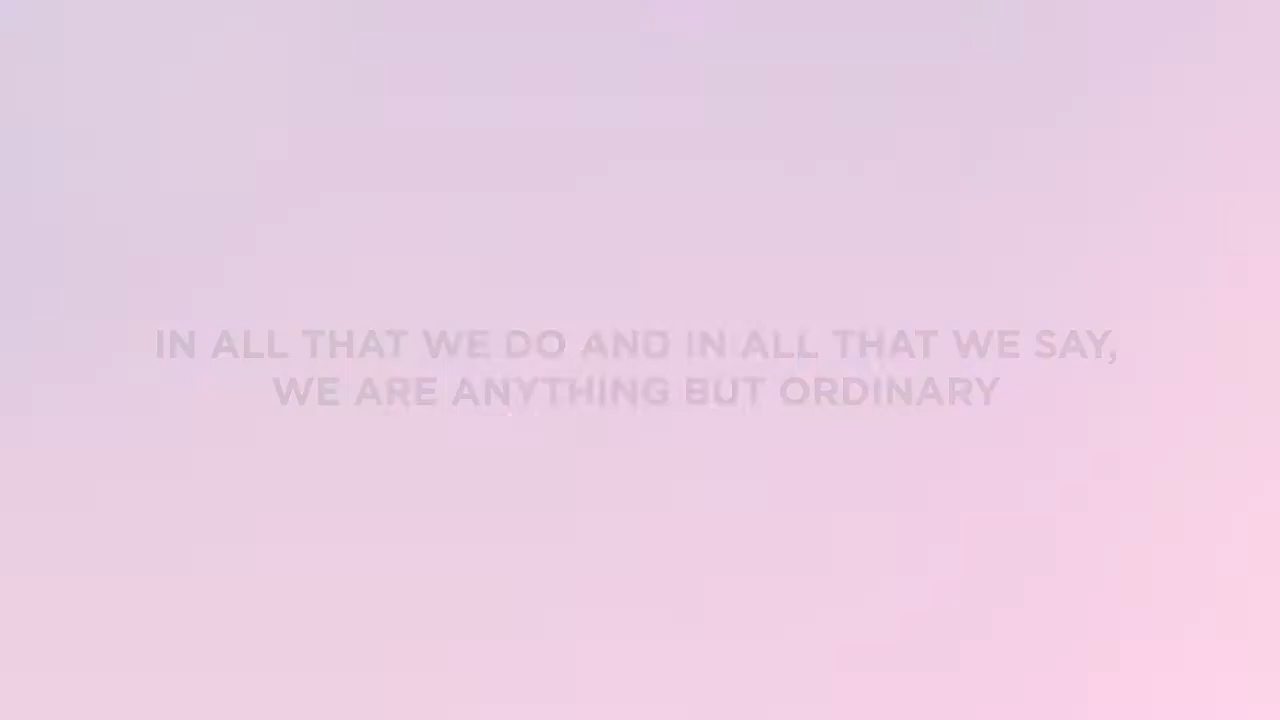 IN ALL THAT WE DO AND IN ALL THAT WE SAY,
WE ARE ANYTHING BUT ORDINARY